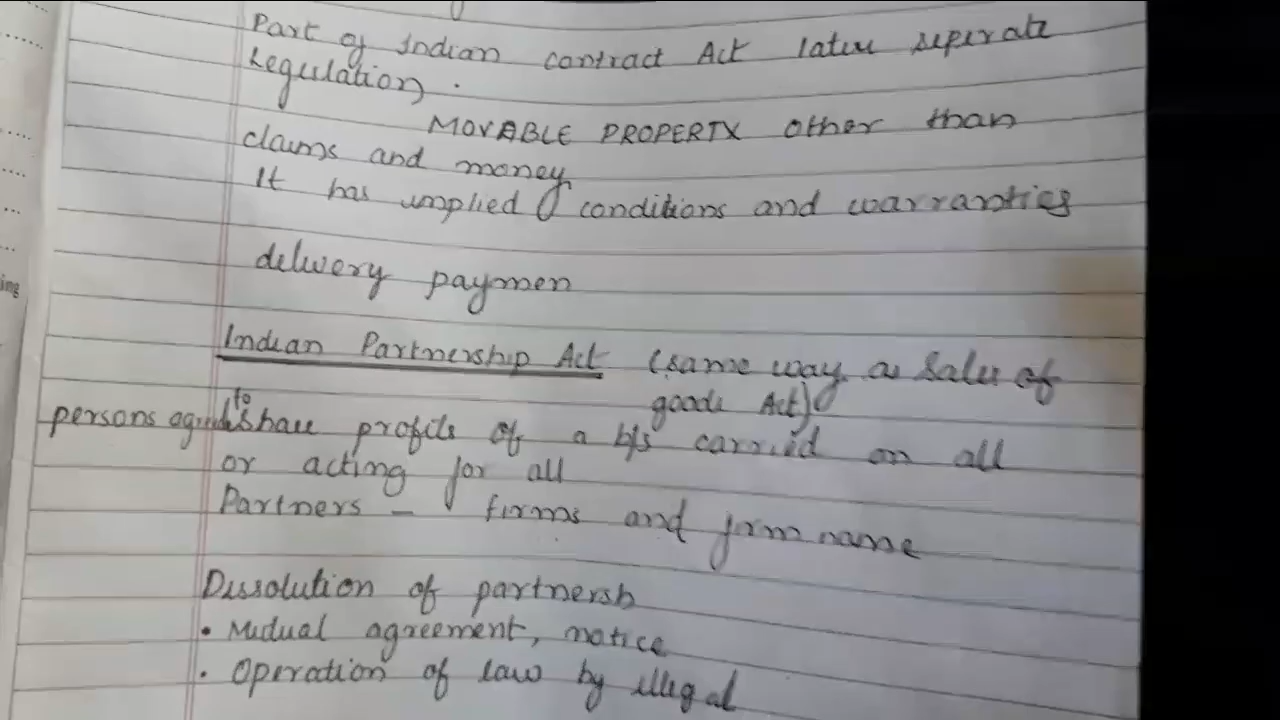 Part of Indian contract Act later seperate
Legulation.
MOVABLE PROPERTY other than
claims and money
It has implied conditions and warranties
delivery paymen
Indian Partnership Act (same way as Sales of
goods Act)
to
persons agree share profits of a b/s carried on all
or acting for all
Partners - firms and firm name
Dissolution of partnersh
• Mutual agreement, notice
• Operation of law by illegal
ing